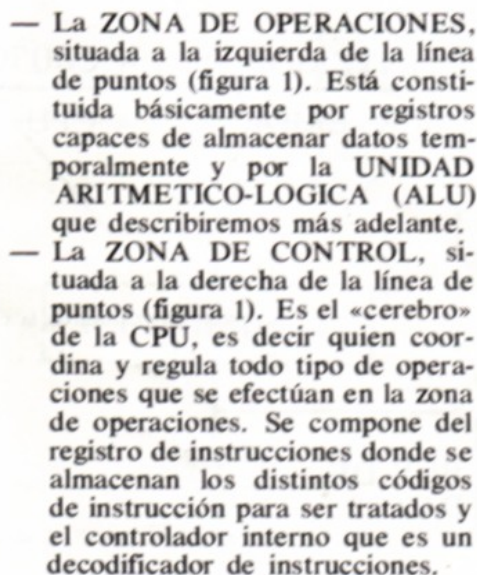 — La ZONA DE OPERACIONES,
situada a la izquierda de la línea
de puntos (figura 1). Está consti-
tuida básicamente por registros
capaces de almacenar datos tem-
poralmente y por la UNIDAD
ARITMETICO-LOGICA (ALU)
que describiremos más adelante.
— La ZONA DE CONTROL, si-
tuada a la derecha de la línea de
puntos (figura 1). Es el «cerebro»
de la CPU, es decir quien coor-
dina y regula todo tipo de opera-
ciones que se efectúan en la zona
de operaciones. Se compone del
registro de instrucciones donde se
almacenan los distintos códigos
de instrucción para ser tratados y
el controlador interno que es un
decodificador de instrucciones.